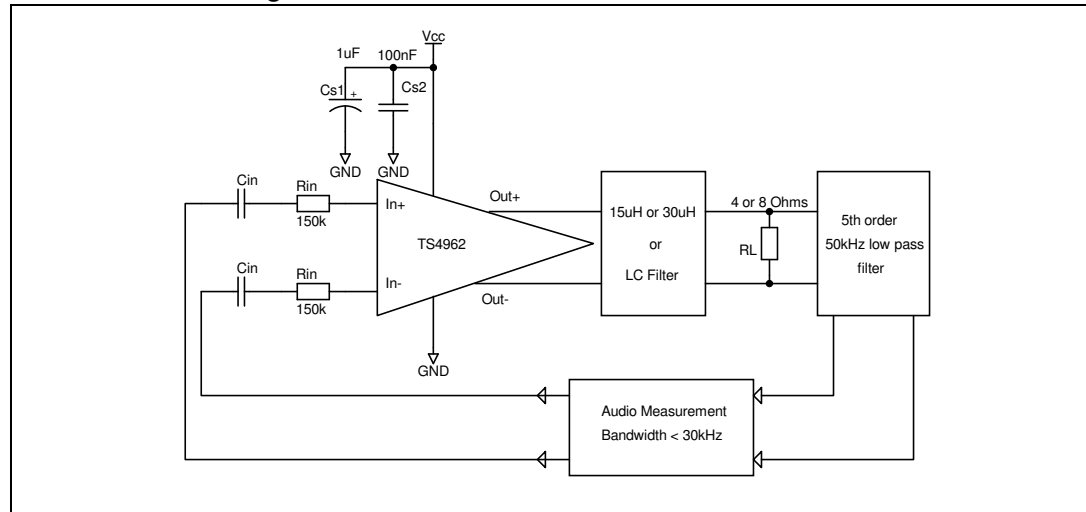 Vcc
1uF 100nF
Cs1 + Cs2
GND GND
Cin Rin
150k
In+
Out+
TS4962
Cin Rin
150k
In-
Out-
GND
15uH or 30uH
or
LC Filter
4 or 8 Ohms
RL
5th order
50kHz low pass
filter
Audio Measurement
Bandwidth < 30kHz